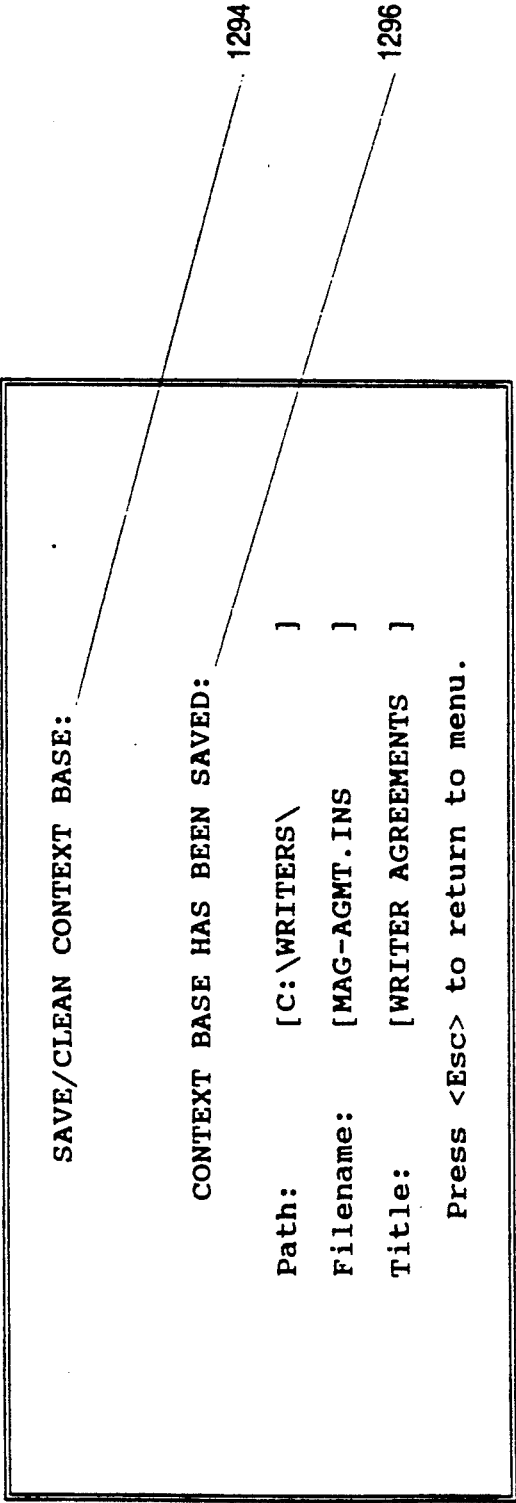 SAVE/CLEAN CONTEXT BASE:
1294
CONTEXT BASE HAS BEEN SAVED:
1296
Path: [C:\WRITERS\ ]
Filename: [MAG-AGMT.INS ]
Title: [WRITER AGREEMENTS ]
Press <Esc> to return to menu.